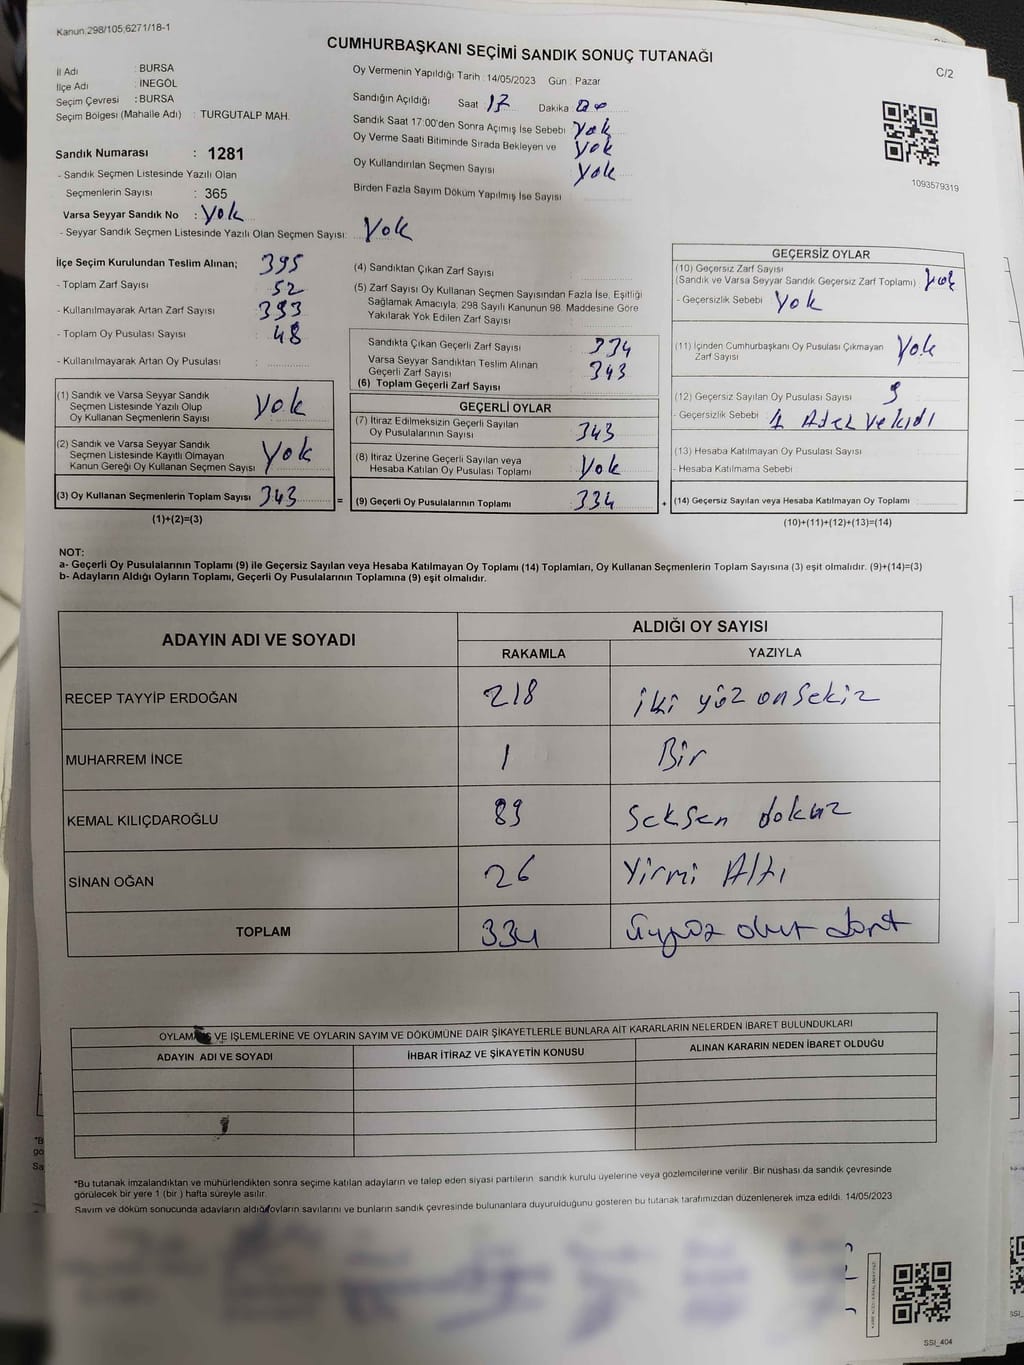 Kanun,298/105;6271/18-1
CUMHURBAŞKANI SEÇİMİ SANDIK SONUÇ TUTANAĞI
C/2
İl Adı : BURSA
İlçe Adı : İNEGÖL
Seçim Çevresi : BURSA
Seçim Bölgesi (Mahalle Adı) : TURGUTALP MAH.
Oy Vermenin Yapıldığı Tarih : 14/05/2023 Gün : Pazar
Sandığın Açıldığı Saat 17 Dakika 00
Sandık Saat 17:00'den Sonra Açımış İse Sebebi Yok
Oy Verme Saati Bitiminde Sırada Bekleyen ve Yok
Oy Kullandırılan Seçmen Sayısı Yok
Birden Fazla Sayım Döküm Yapılmış İse Sayısı
1093579319
Sandık Numarası : 1281
- Sandık Seçmen Listesinde Yazılı Olan
Seçmenlerin Sayısı : 365
Varsa Seyyar Sandık No : Yok
- Seyyar Sandık Seçmen Listesinde Yazılı Olan Seçmen Sayısı: Yok
İlçe Seçim Kurulundan Teslim Alınan; 395
- Toplam Zarf Sayısı 52
- Kullanılmayarak Artan Zarf Sayısı 393
- Toplam Oy Pusulası Sayısı 48
- Kullanılmayarak Artan Oy Pusulası :
(1) Sandık ve Varsa Seyyar Sandık
Seçmen Listesinde Yazılı Olup
Oy Kullanan Seçmenlerin Sayısı Yok
(2) Sandık ve Varsa Seyyar Sandık
Seçmen Listesinde Kayıtlı Olmayan
Kanun Gereği Oy Kullanan Seçmen Sayısı Yok
(3) Oy Kullanan Seçmenlerin Toplam Sayısı 343 =
(1)+(2)=(3)
(4) Sandıktan Çıkan Zarf Sayısı
(5) Zarf Sayısı Oy Kullanan Seçmen Sayısından Fazla İse, Eşitliği
Sağlamak Amacıyla, 298 Sayılı Kanunun 98. Maddesine Göre
Yakılarak Yok Edilen Zarf Sayısı
Sandıkta Çıkan Geçerli Zarf Sayısı 334
Varsa Seyyar Sandıktan Teslim Alınan
Geçerli Zarf Sayısı 343
(6) Toplam Geçerli Zarf Sayısı
GEÇERLİ OYLAR
(7) İtiraz Edilmeksizin Geçerli Sayılan
Oy Pusulalarının Sayısı 343
(8) İtiraz Üzerine Geçerli Sayılan veya
Hesaba Katılan Oy Pusulası Toplamı Yok
(9) Geçerli Oy Pusulalarının Toplamı 334 +
GEÇERSİZ OYLAR
(10) Geçersiz Zarf Sayısı
(Sandık ve Varsa Seyyar Sandık Geçersiz Zarf Toplamı) Yok
- Geçersizlik Sebebi Yok
(11) İçinden Cumhurbaşkanı Oy Pusulası Çıkmayan
Zarf Sayısı Yok
(12) Geçersiz Sayılan Oy Pusulası Sayısı 9
- Geçersizlik Sebebi
(13) Hesaba Katılmayan Oy Pusulası Sayısı
- Hesaba Katılmama Sebebi
(14) Geçersiz Sayılan veya Hesaba Katılmayan Oy Toplamı
(10)+(11)+(12)+(13)=(14)
NOT:
a- Geçerli Oy Pusulalarının Toplamı (9) ile Geçersiz Sayılan veya Hesaba Katılmayan Oy Toplamı (14) Toplamları, Oy Kullanan Seçmenlerin Toplam Sayısına (3) eşit olmalıdır. (9)+(14)=(3)
b- Adayların Aldığı Oyların Toplamı, Geçerli Oy Pusulalarının Toplamına (9) eşit olmalıdır.
ADAYIN ADI VE SOYADI
ALDIĞI OY SAYISI
RAKAMLA YAZIYLA
RECEP TAYYİP ERDOĞAN 218 iki yüz onsekiz
MUHARREM İNCE 1 Bir
KEMAL KILIÇDAROĞLU 89 Seksen dokuz
SİNAN OĞAN 26 Yirmi Altı
TOPLAM 334 Üçyüz otuz dört
OYLAMA VE İŞLEMLERİNE VE OYLARIN SAYIM VE DÖKÜMÜNE DAİR ŞİKAYETLERLE BUNLARA AİT KARARLARIN NELERDEN İBARET BULUNDUKLARI
ADAYIN ADI VE SOYADI İHBAR İTİRAZ VE ŞİKAYETİN KONUSU ALINAN KARARIN NEDEN İBARET OLDUĞU
*Bu tutanak imzalandıktan ve mühürlendikten sonra seçime katılan adayların ve talep eden siyasi partilerin sandık kurulu üyelerine veya gözlemcilerine verilir. Bir nüshası da sandık çevresinde
görülecek bir yere 1 (bir ) hafta süreyle asılır.
Sayım ve döküm sonucunda adayların aldığı oyların sayılarını ve bunların sandık çevresinde bulunanlara duyurulduğunu gösteren bu tutanak tarafımızdan düzenlenerek imza edildi. 14/05/2023
SSİ_404